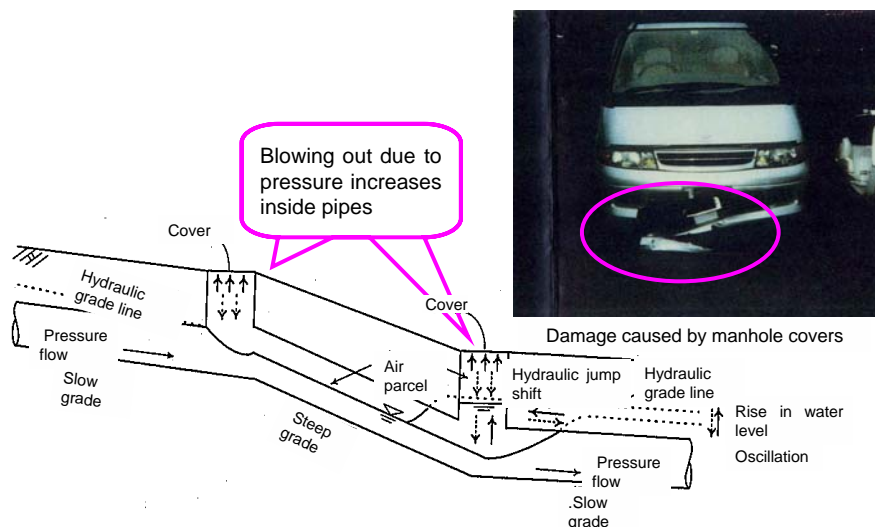 Blowing out due to
pressure increases
inside pipes
Cover
Hydraulic
grade line
Pressure
flow
Slow
grade
Cover
Air
parcel
Steep
grade
Damage caused by manhole covers
Hydraulic jump
shift
Hydraulic
grade line
Rise in water
level
Oscillation
Pressure
flow
.Slow
grade